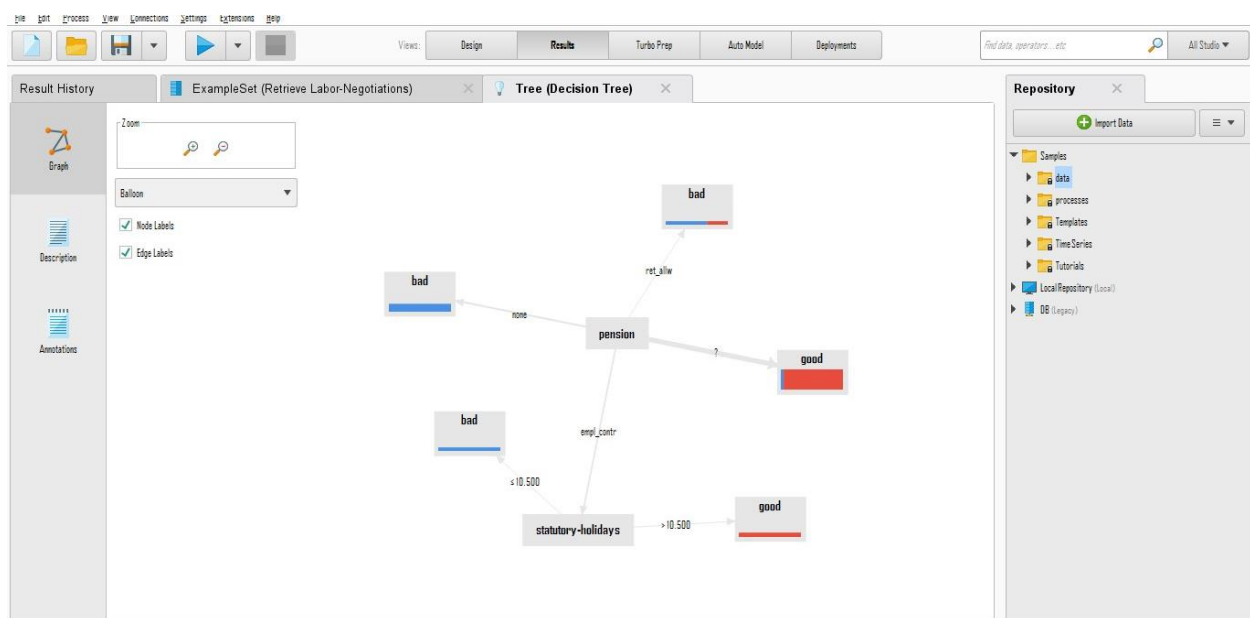 File Edit Process View Connections Settings Extensions Help
Views: Design Results Turbo Prep Auto Model Deployments
Find data, operators...etc
All Studio
Result History
ExampleSet (Retrieve Labor-Negotiations)
Tree (Decision Tree)
Repository
Zoom
Import Data
Graph
Samples
Balloon
data
bad
processes
Node Labels
Templates
Edge Labels
Time Series
Description
Tutorials
ret_allw
bad
Local Repository (Local)
none
DB (Legacy)
pension
Annotations
?
good
bad
empl_contr
≤ 10.500
good
statutory-holidays
> 10.500